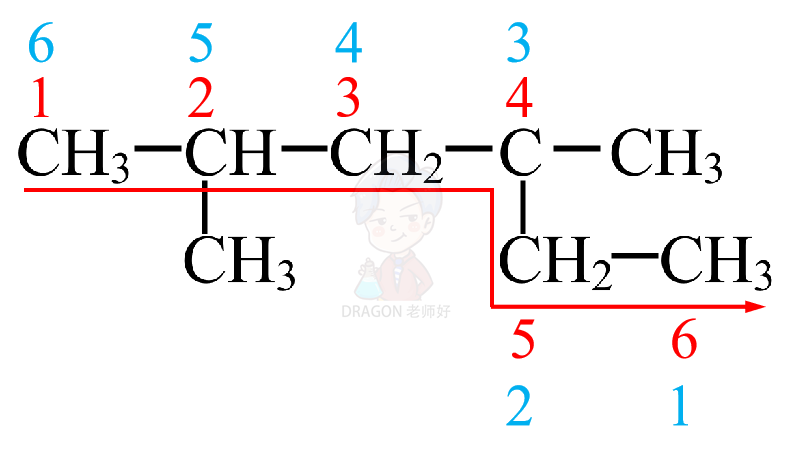 6 5 4 3
1 2 3 4
CH₃—CH—CH₂—C—CH₃
CH₃ CH₂—CH₃
DRAGON 老师好
5 6
2 1